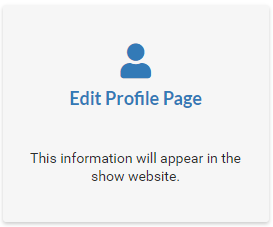 Edit Profile Page
This information will appear in the
show website.